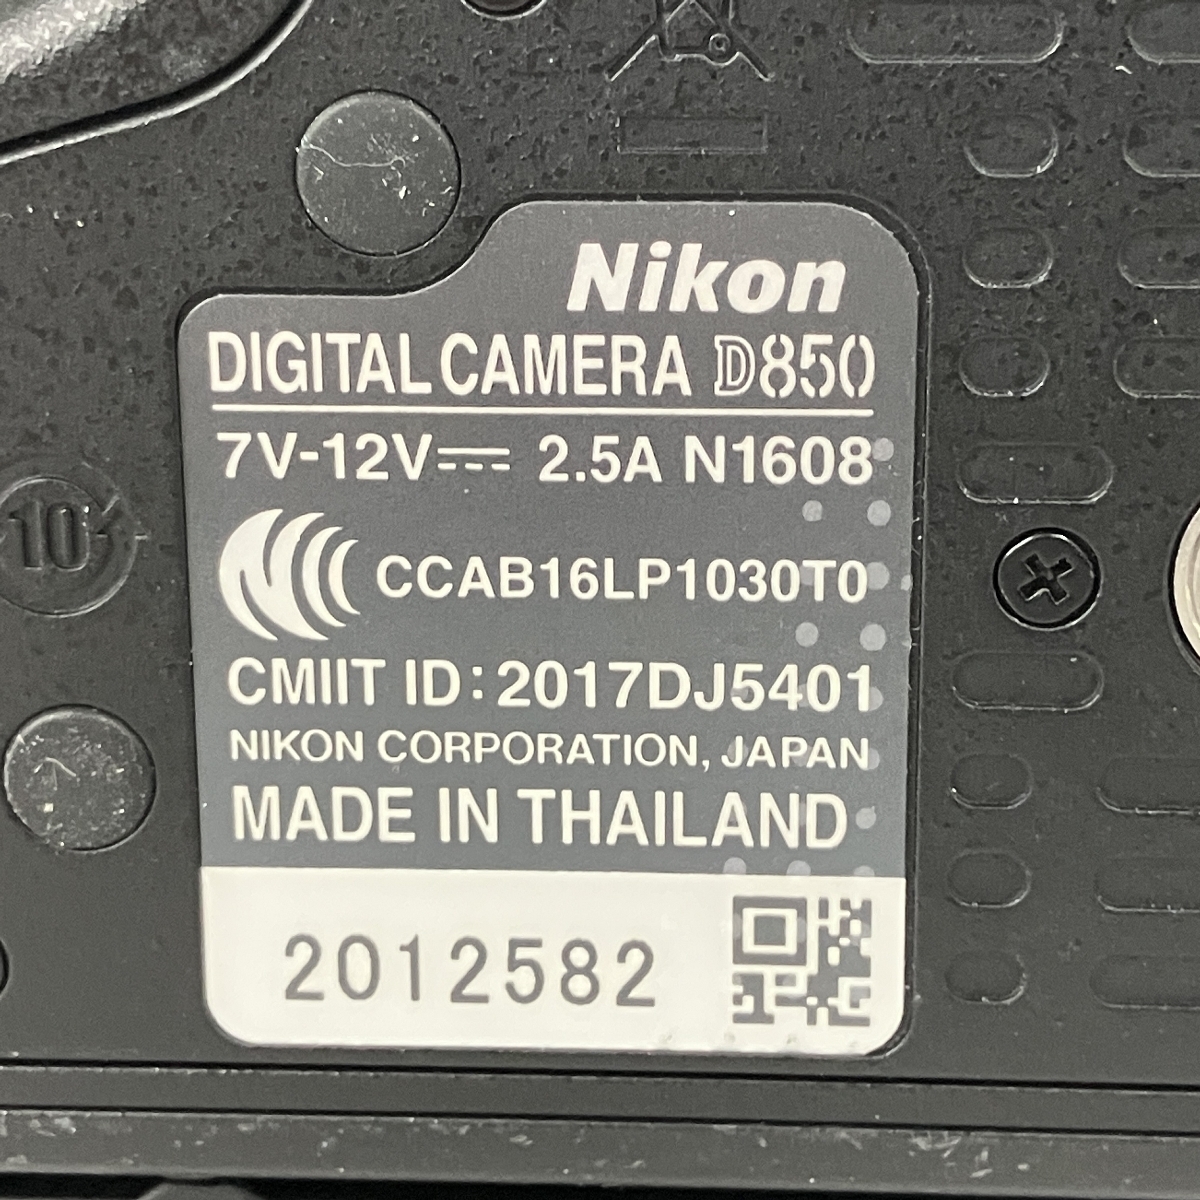 Nikon
DIGITAL CAMERA D850
7V-12V⎓ 2.5A N1608
CCAB16LP1030T0
CMIIT ID: 2017DJ5401
NIKON CORPORATION, JAPAN
MADE IN THAILAND
2012582
10